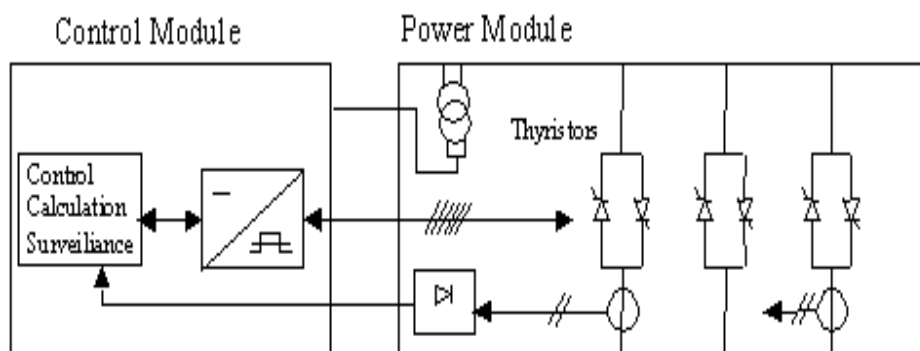 Control Module
Power Module
Thyristors
Control
Calculation
Surveiliance